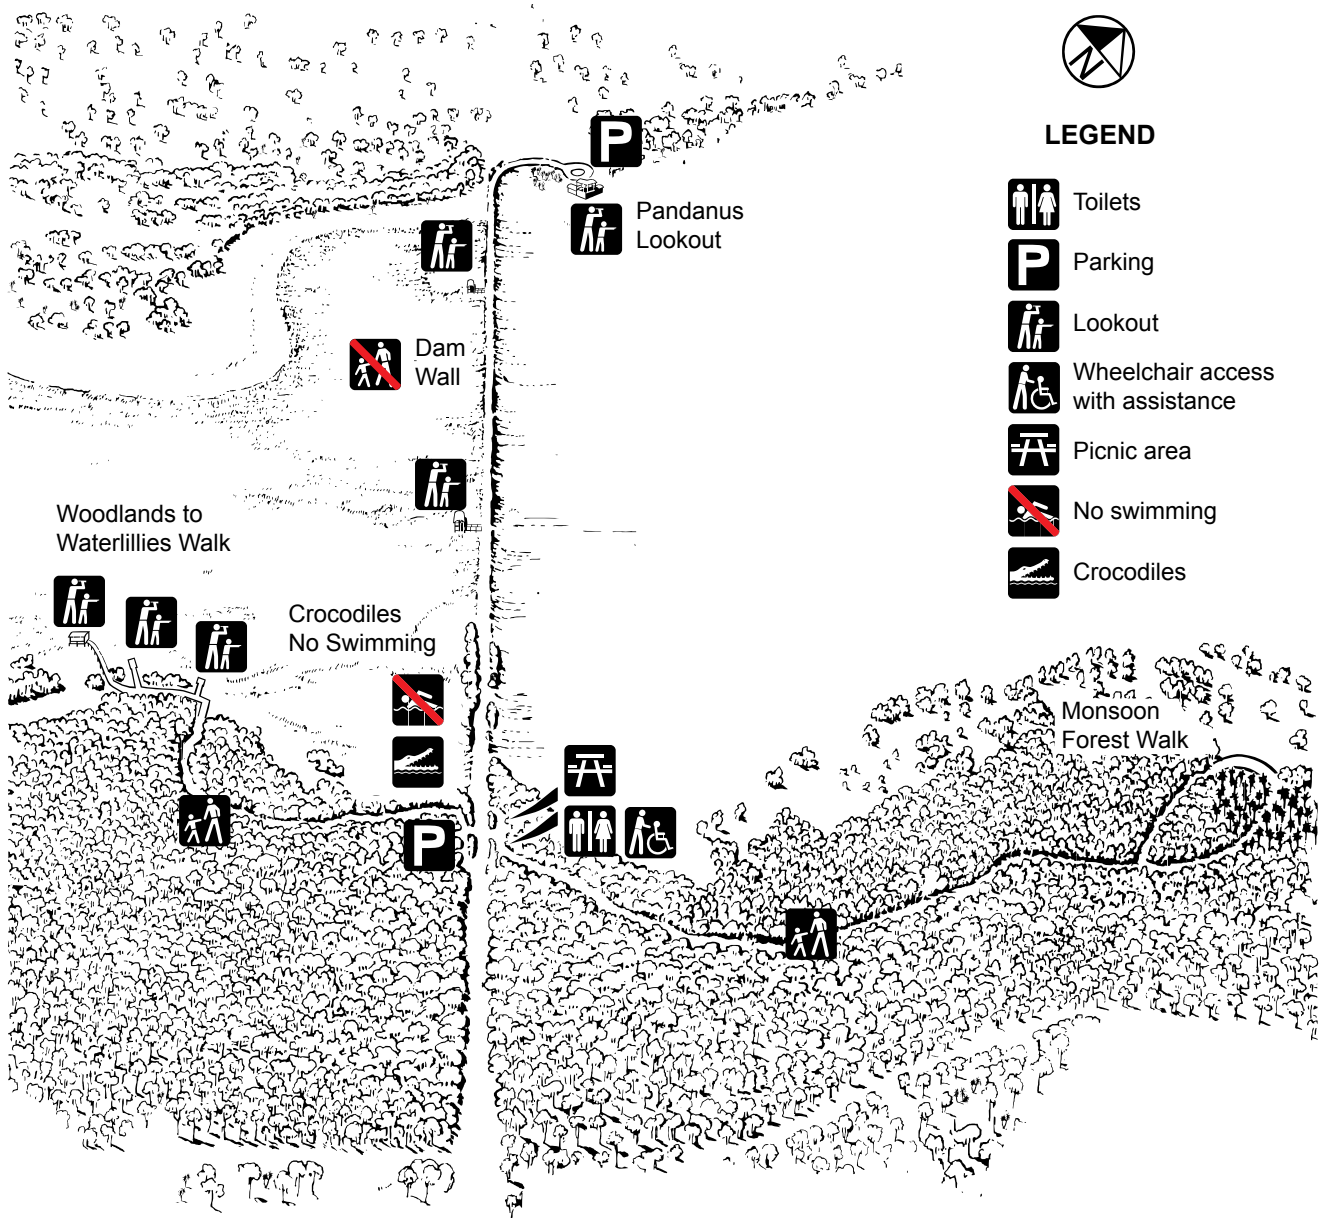 N
LEGEND
P
Toilets
Pandanus
Lookout
P
Parking
Lookout
Dam
Wall
Wheelchair access
with assistance
Picnic area
Woodlands to
Waterlillies Walk
No swimming
Crocodiles
Crocodiles
No Swimming
Monsoon
Forest Walk
P